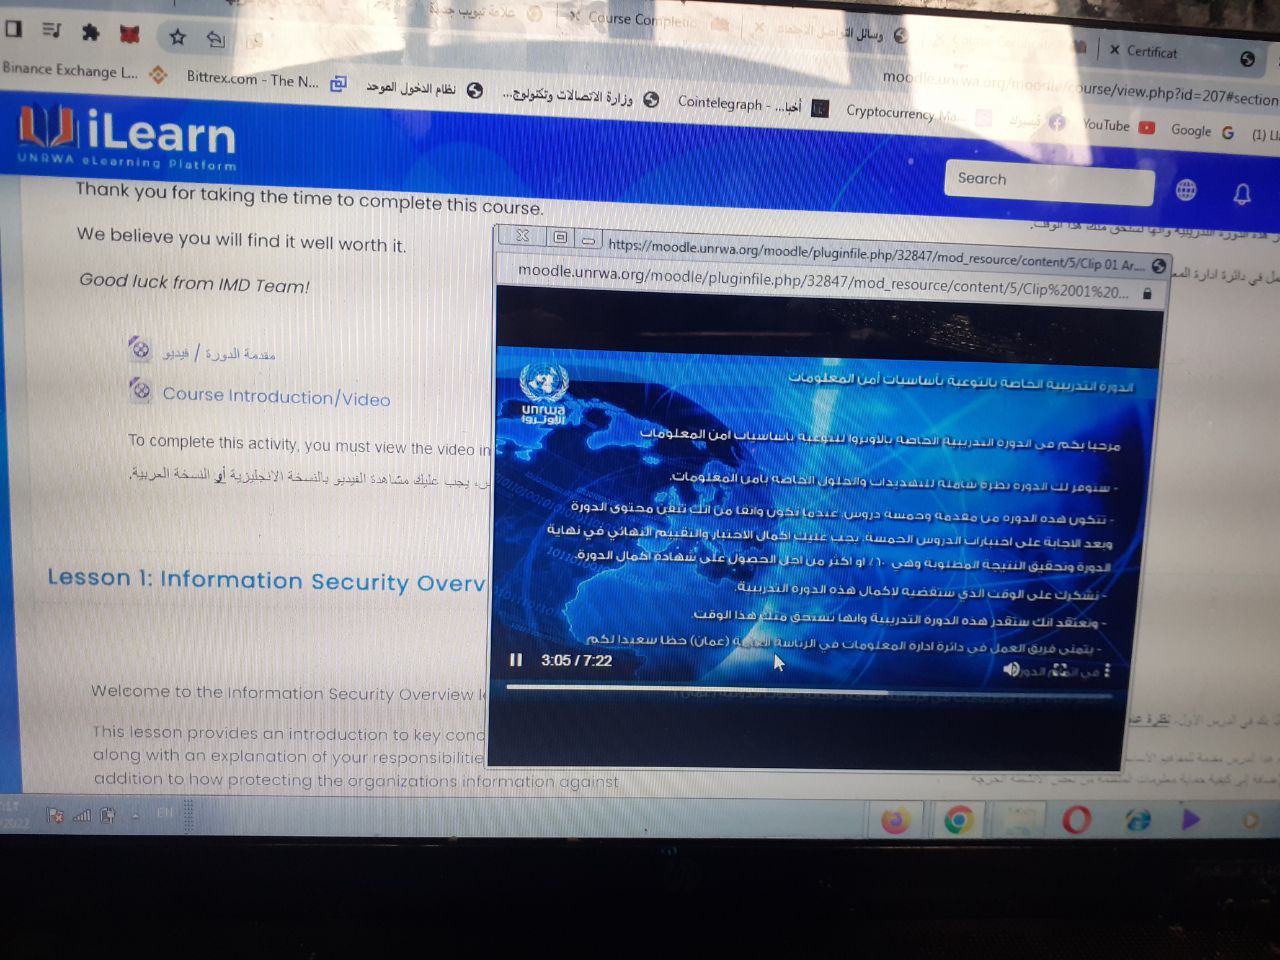 علامة تبويب جديدة
Course Completio
وسائل التواصل الاجتماعي
Certificat
moodle.unrwa.org/moodle/course/view.php?id=207#section
Binance Exchange L...
Bittrex.com - The N...
نظام الدخول الموحد
وزارة الاتصالات وتكنولوج...
Cointelegraph - أخبا...
Cryptocurrency Ma...
فيسبوك
YouTube
Google
iLearn
UNRWA eLearning Platform
Search
Thank you for taking the time to complete this course.
We believe you will find it well worth it.
Good luck from IMD Team!
مقدمة الدورة / فيديو
Course Introduction/Video
To complete this activity, you must view the video in
يجب عليك مشاهدة الفيديو بالنسخة الانجليزية أو النسخة العربية.
Lesson 1: Information Security Overv
Welcome to the Information Security Overview
This lesson provides an introduction to key conc
along with an explanation of your responsibilitie
addition to how protecting the organizations information against
https://moodle.unrwa.org/moodle/pluginfile.php/32847/mod_resource/content/5/Clip 01 Ar....
moodle.unrwa.org/moodle/pluginfile.php/32847/mod_resource/content/5/Clip%2001%20...
unrwa
الأونروا
الدورة التدريبية الخاصة بالتوعية بأساسيات أمن المعلومات
مرحبا بكم في الدورة التدريبية الخاصة بالأونروا للتوعية بأساسيات أمن المعلومات
- ستوفر لك الدورة نظرة شاملة للتهديدات والحلول الخاصة بأمن المعلومات.
- تتكون هذه الدورة من مقدمة وخمسة دروس. عندما تكون واثقا من انك تتقن محتوى الدورة
وبعد الاجابة على اختبارات الدروس الخمسة. يجب عليك اكمال الاختبار والتقييم النهائي في نهاية
الدورة وتحقيق النتيجة المطلوبة وهي ٦٠٪ او اكثر من اجل الحصول على شهادة اكمال الدورة.
- نشكرك على الوقت الذي ستقضيه لاكمال هذه الدورة التدريبية.
- ونعتقد انك ستقدر هذه الدورة التدريبية وانها تستحق منك هذا الوقت.
- يتمنى فريق العمل في دائرة ادارة المعلومات في الرئاسة العامة (عمان) حظا سعيدا لكم
3:05 / 7:22
EN